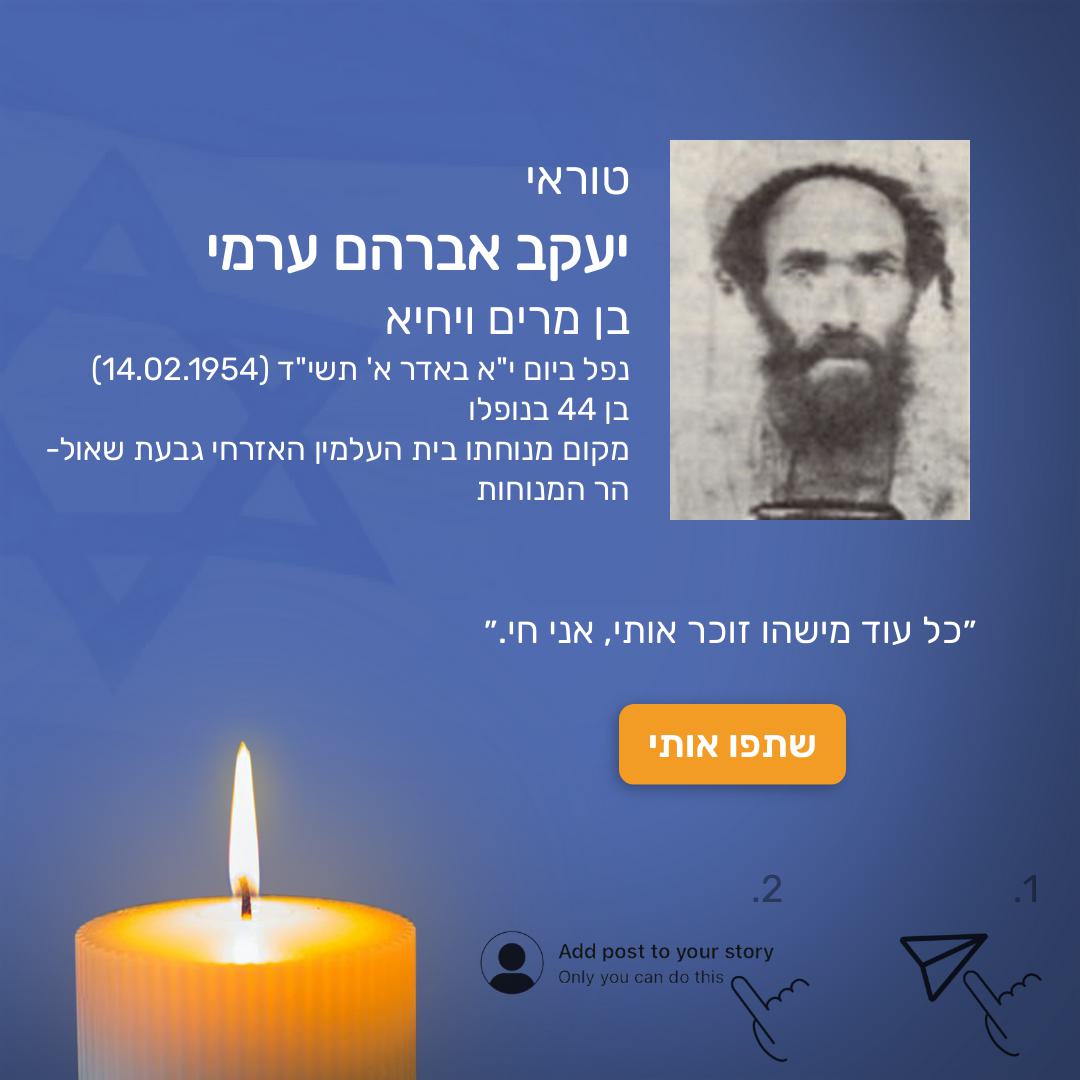 טוראי
יעקב אברהם ערמי
בן מרים ויחיא
נפל ביום י"א באדר א' תשי"ד (14.02.1954)
בן 44 בנופלו
מקום מנוחתו בית העלמין האזרחי גבעת שאול-
הר המנוחות
״כל עוד מישהו זוכר אותי, אני חי.״
שתפו אותי
1.
2.
Add post to your story
Only you can do this